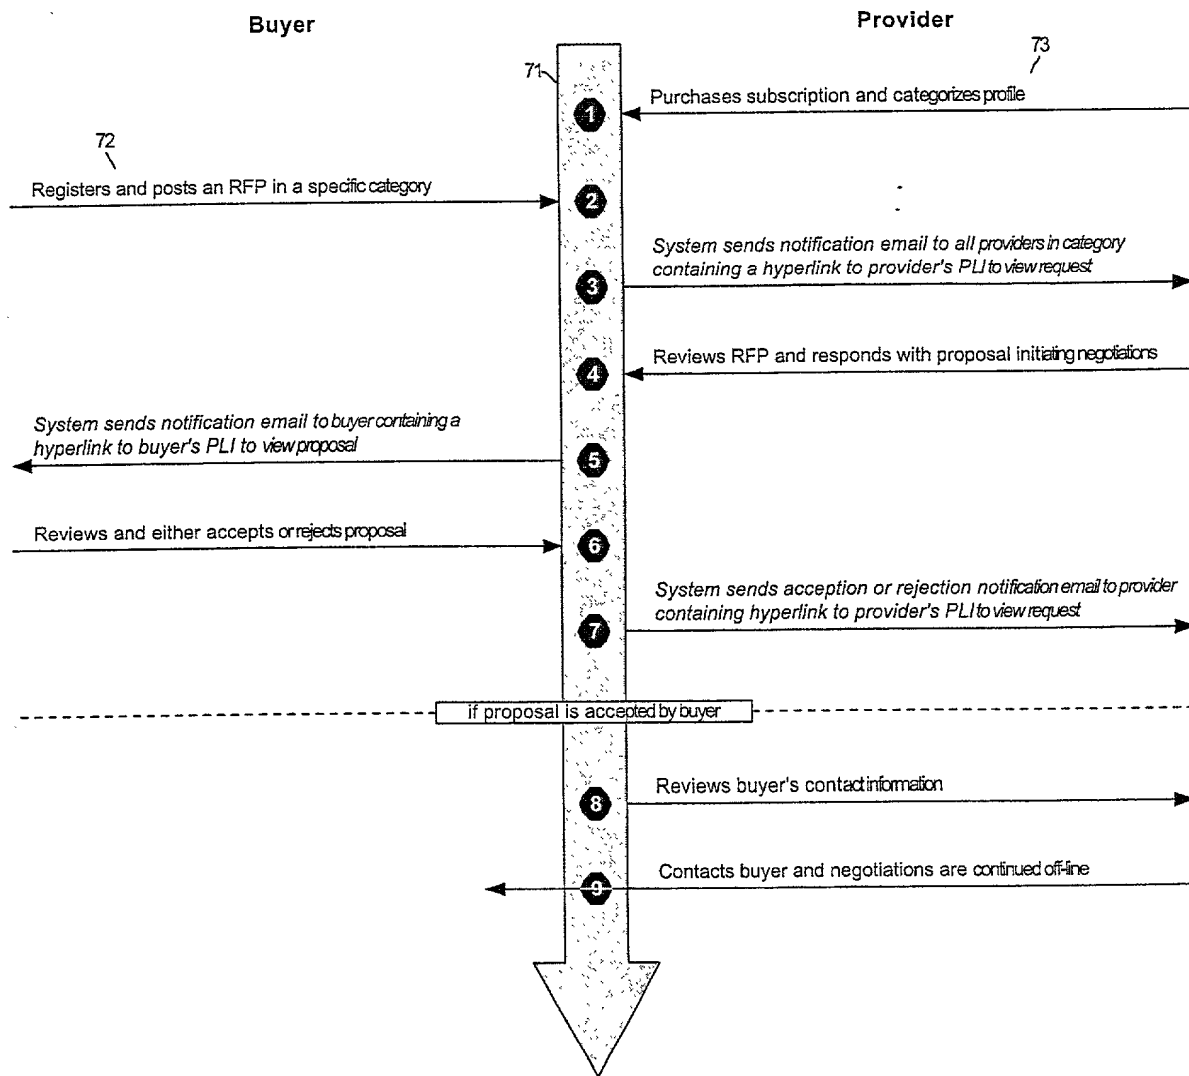 Buyer
Provider
71
73
1
Purchases subscription and categorizes profile
72
Registers and posts an RFP in a specific category
2
System sends notification email to all providers in category
containing a hyperlink to provider's PLI to view request
3
Reviews RFP and responds with proposal initiating negotiations
4
System sends notification email to buyer containing a
hyperlink to buyer's PLI to view proposal
5
Reviews and either accepts or rejects proposal
6
System sends acception or rejection notification email to provider
containing hyperlink to provider's PLI to view request
7
if proposal is accepted by buyer
Reviews buyer's contact information
8
Contacts buyer and negotiations are continued off-line
9